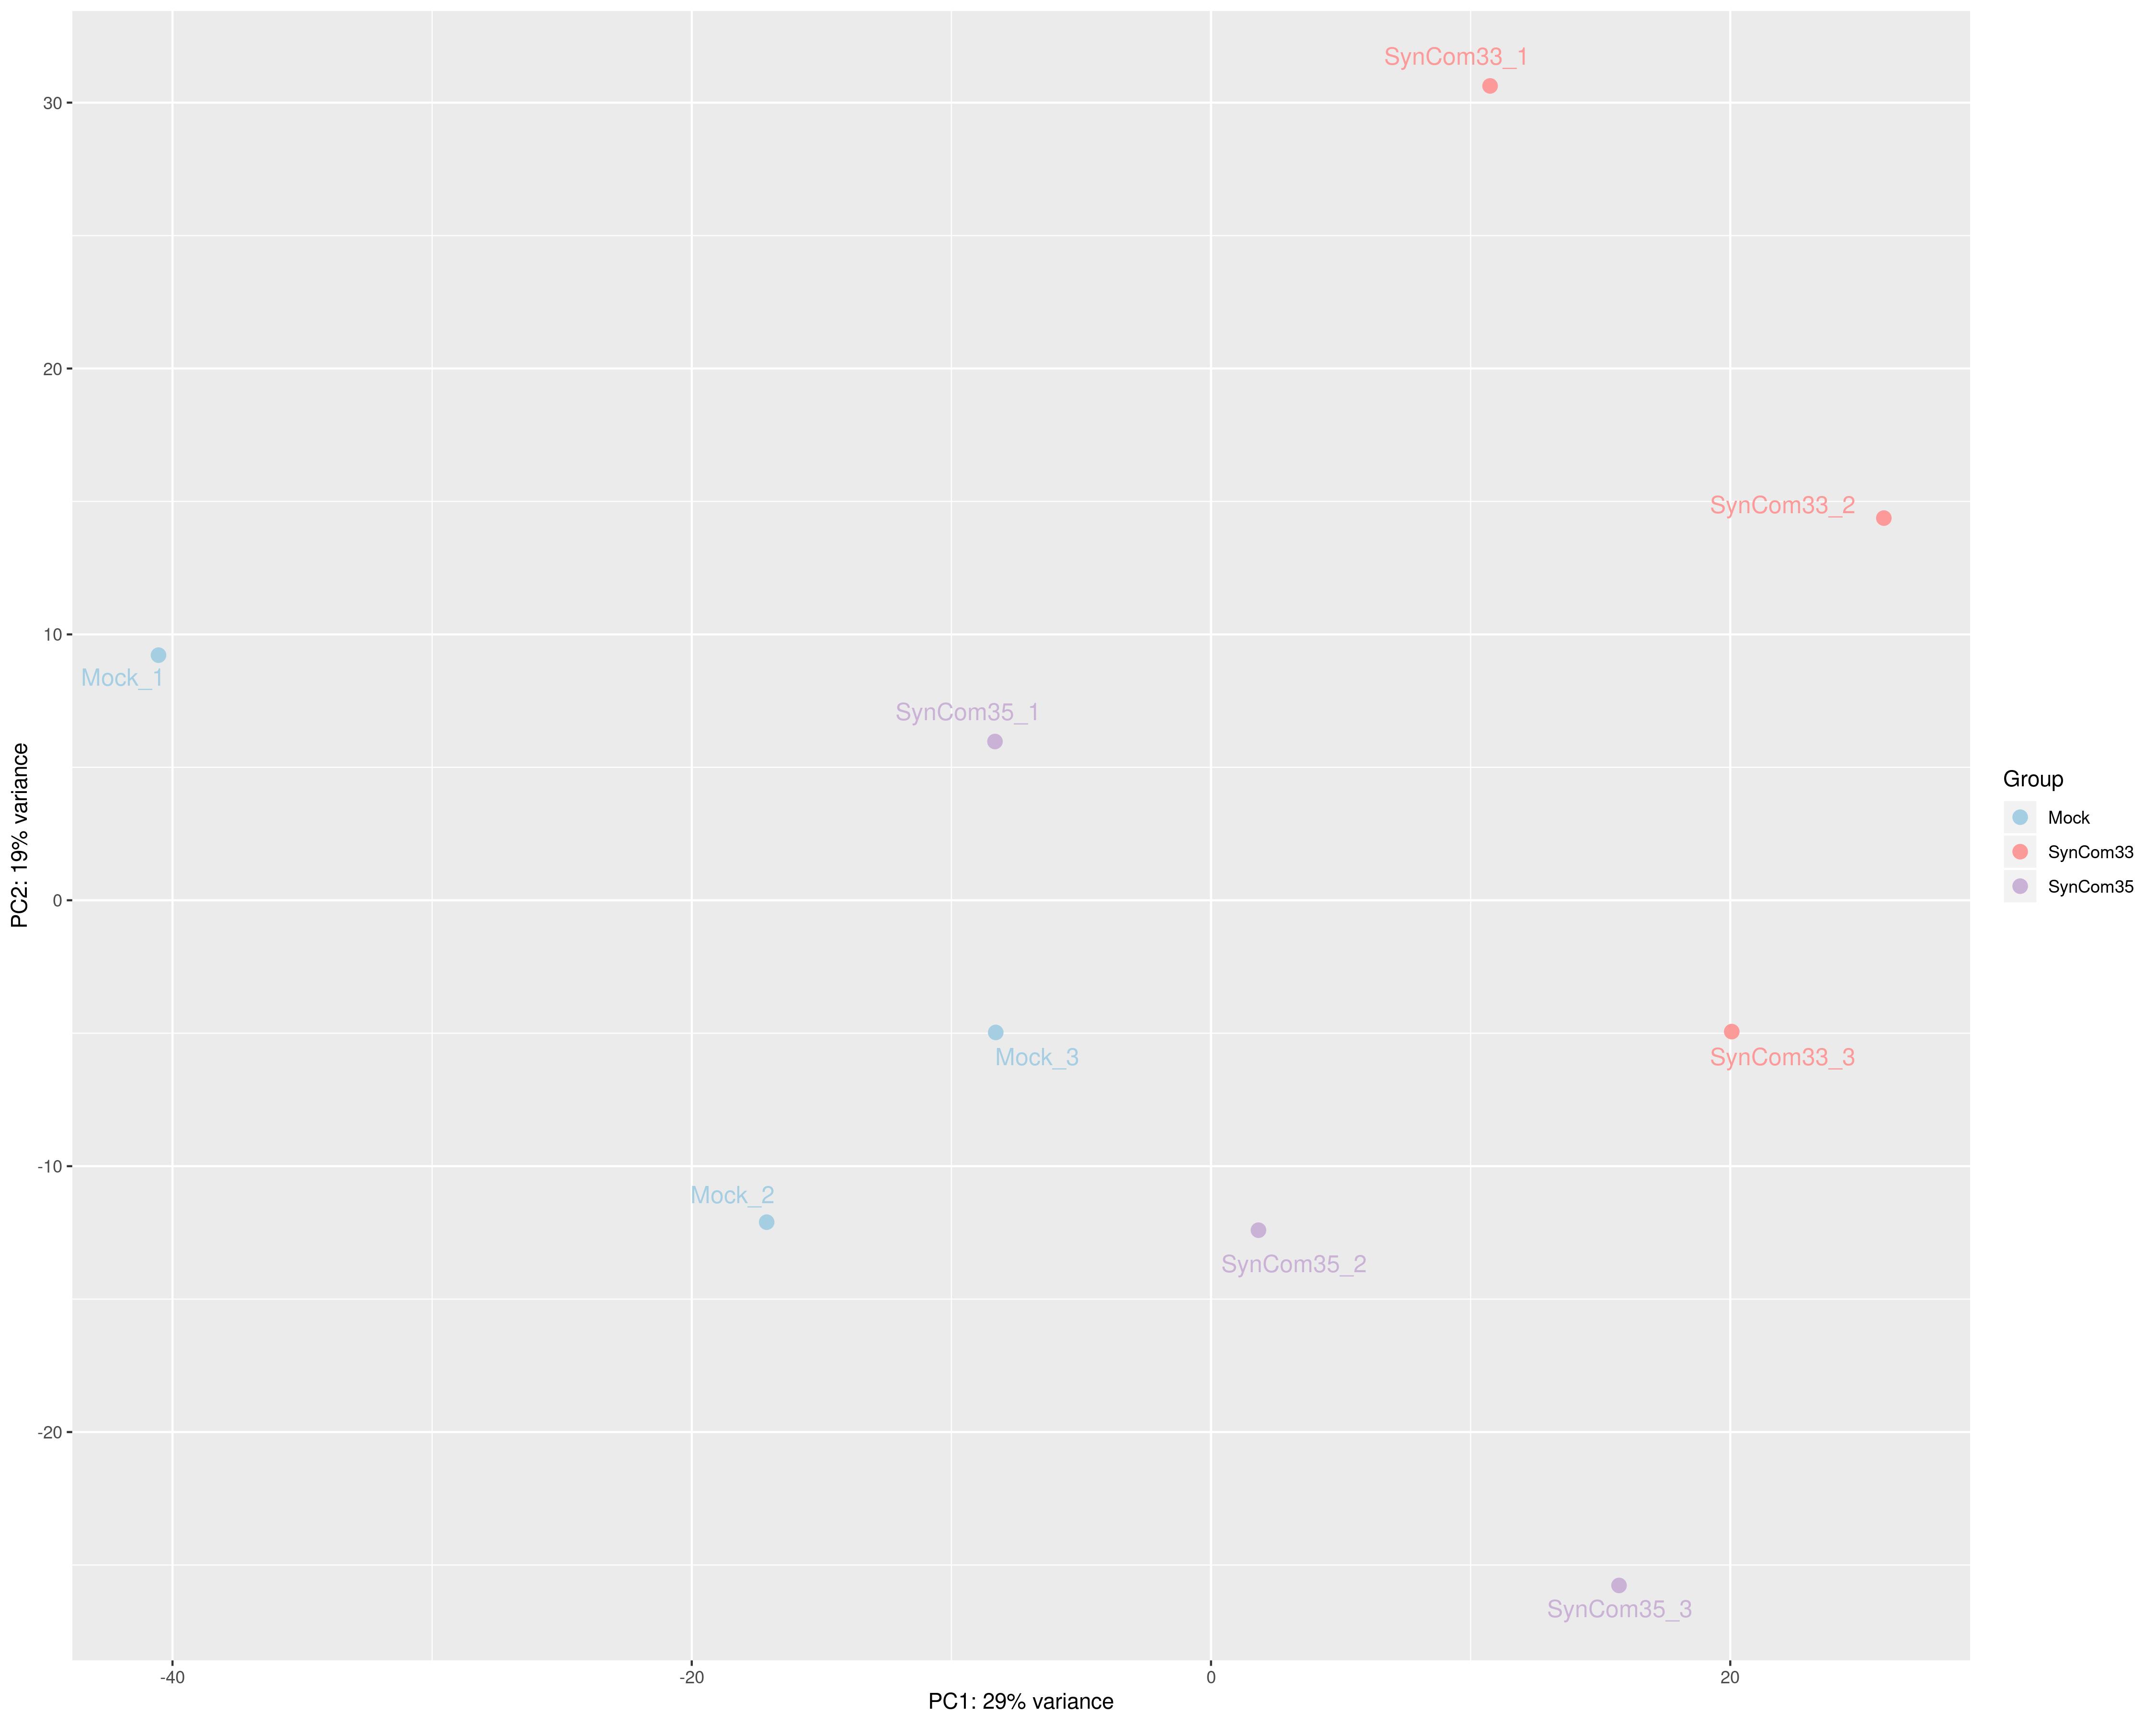 SynCom33_1
30
20
SynCom33_2
10
Mock_1
SynCom35_1
PC2: 19% variance
Group
Mock
SynCom33
SynCom35
0
Mock_3
SynCom33_3
-10
Mock_2
SynCom35_2
-20
SynCom35_3
-40
-20
0
20
PC1: 29% variance